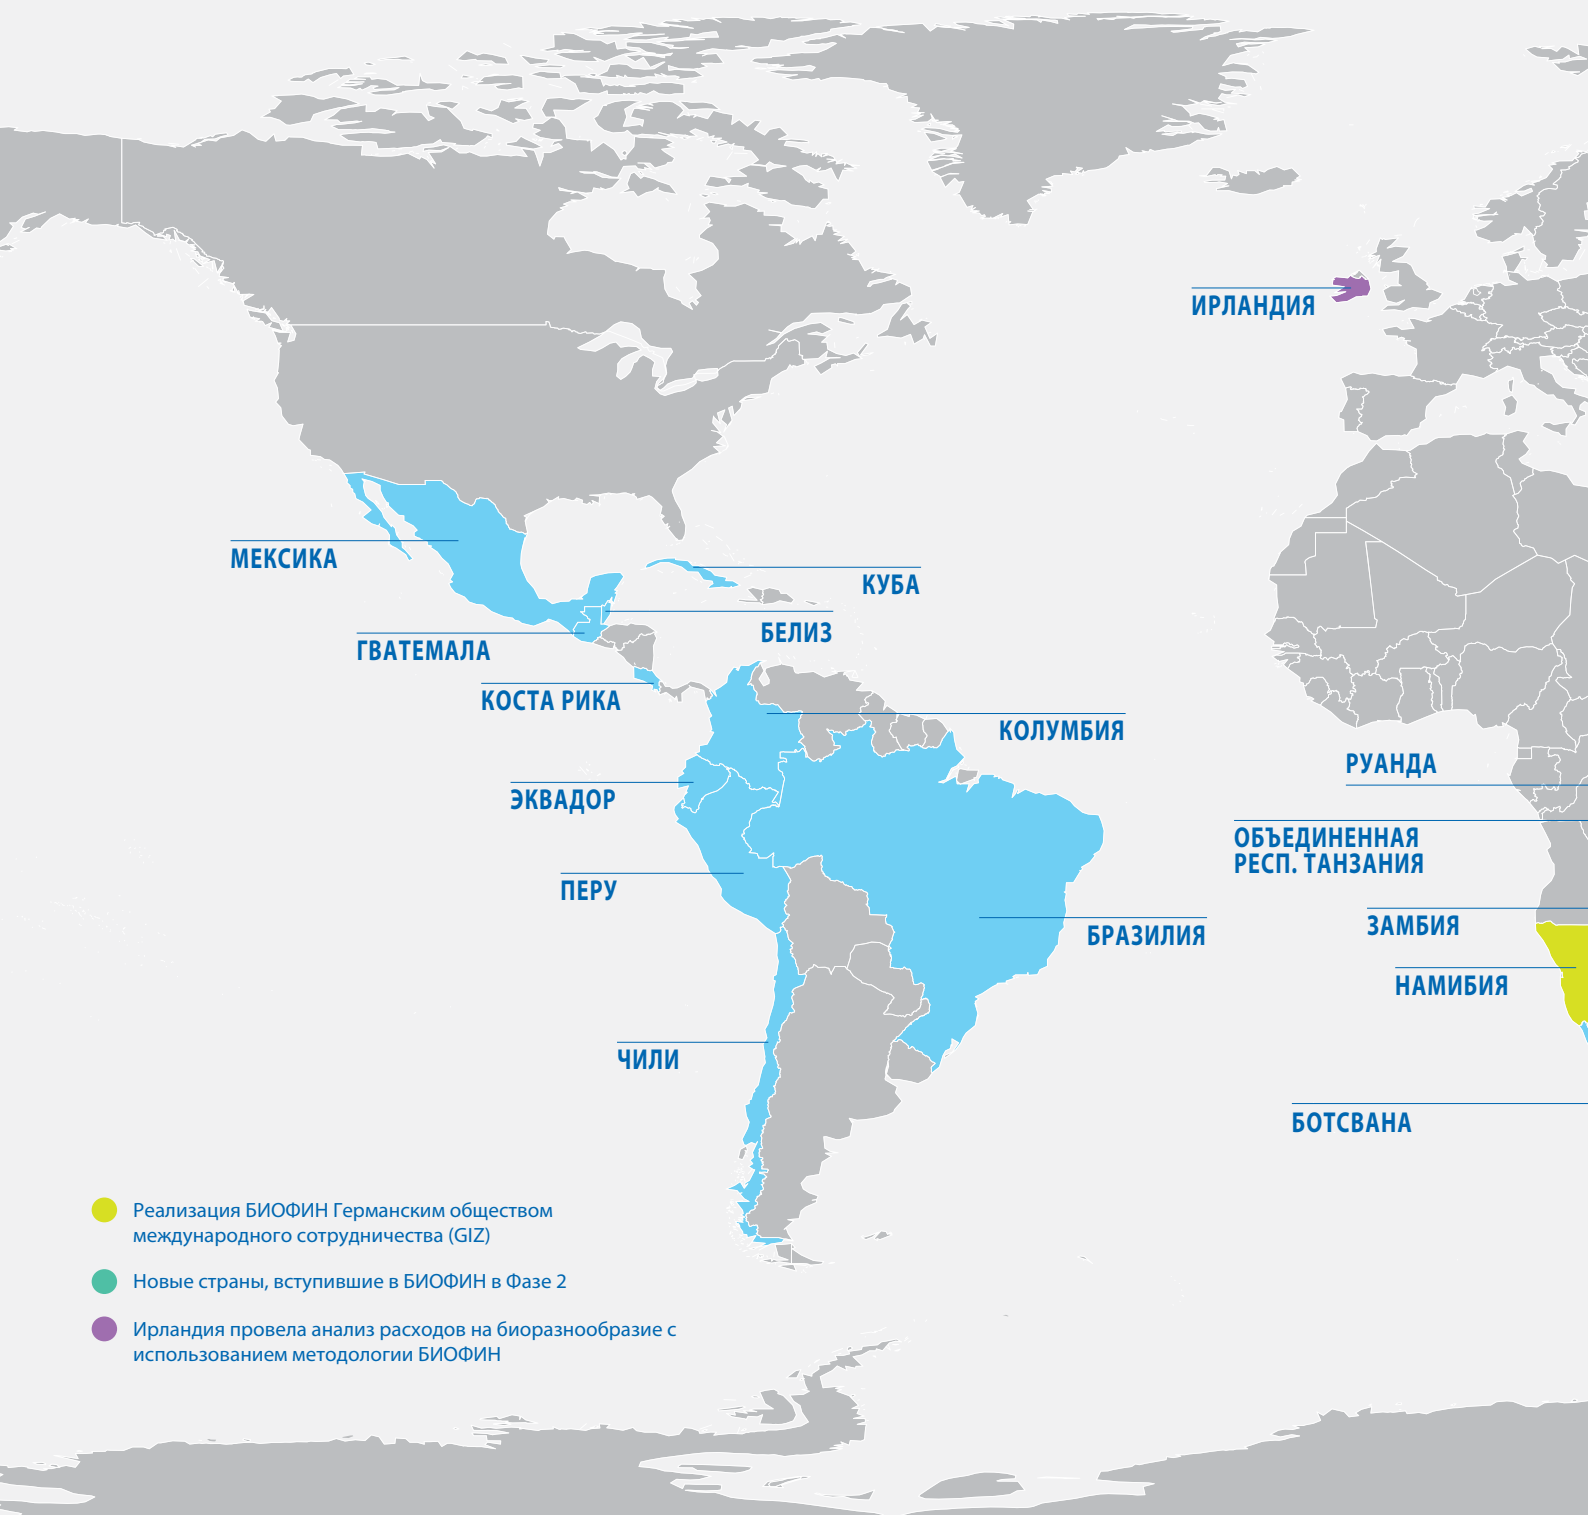 ИРЛАНДИЯ
МЕКСИКА
КУБА
БЕЛИЗ
ГВАТЕМАЛА
КОСТА РИКА
КОЛУМБИЯ
РУАНДА
ЭКВАДОР
ОБЪЕДИНЕННАЯ
РЕСП. ТАНЗАНИЯ
ПЕРУ
ЗАМБИЯ
БРАЗИЛИЯ
НАМИБИЯ
ЧИЛИ
БОТСВАНА
Реализация БИОФИН Германским обществом
международного сотрудничества (GIZ)
Новые страны, вступившие в БИОФИН в Фазе 2
Ирландия провела анализ расходов на биоразнообразие с
использованием методологии БИОФИН